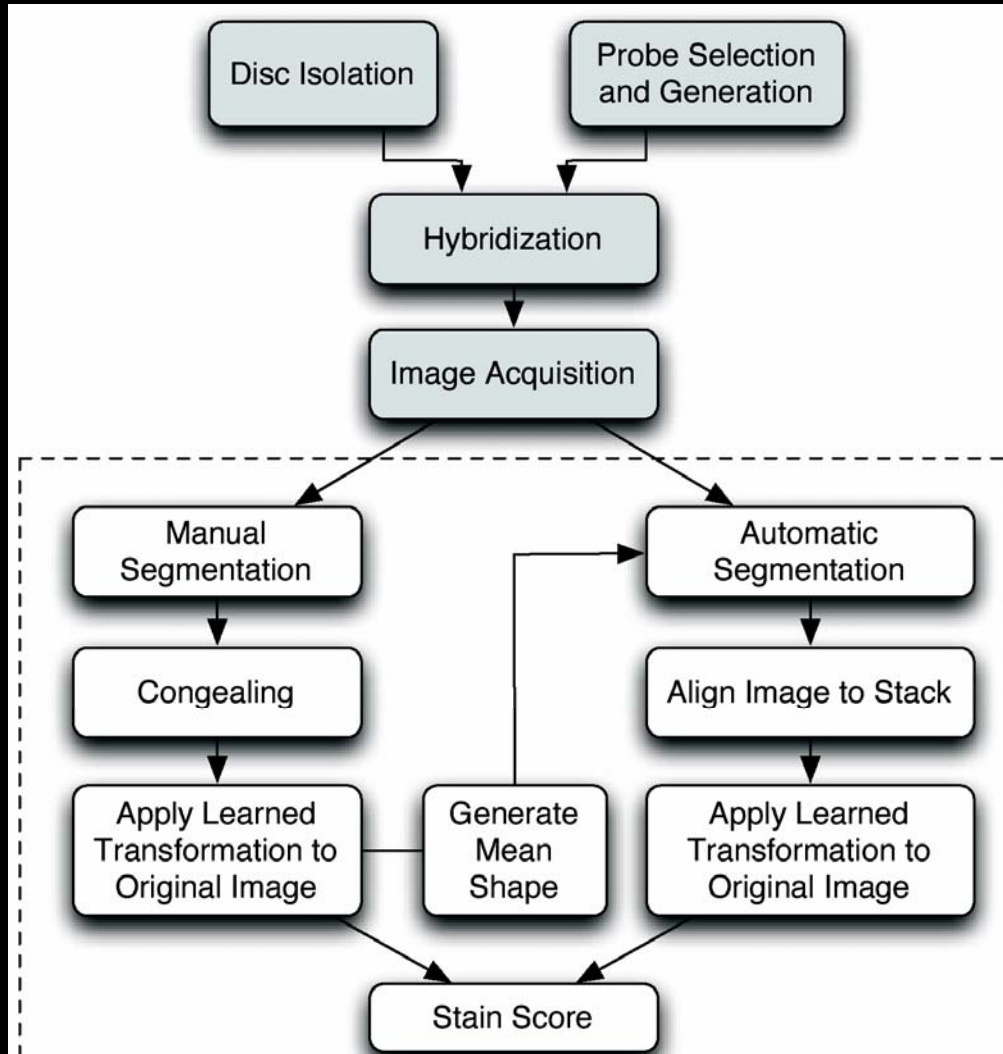 Disc Isolation
Probe Selection
and Generation
Hybridization
Image Acquisition
Manual
Segmentation
Automatic
Segmentation
Congealing
Align Image to Stack
Apply Learned
Transformation to
Original Image
Generate
Mean
Shape
Apply Learned
Transformation to
Original Image
Stain Score